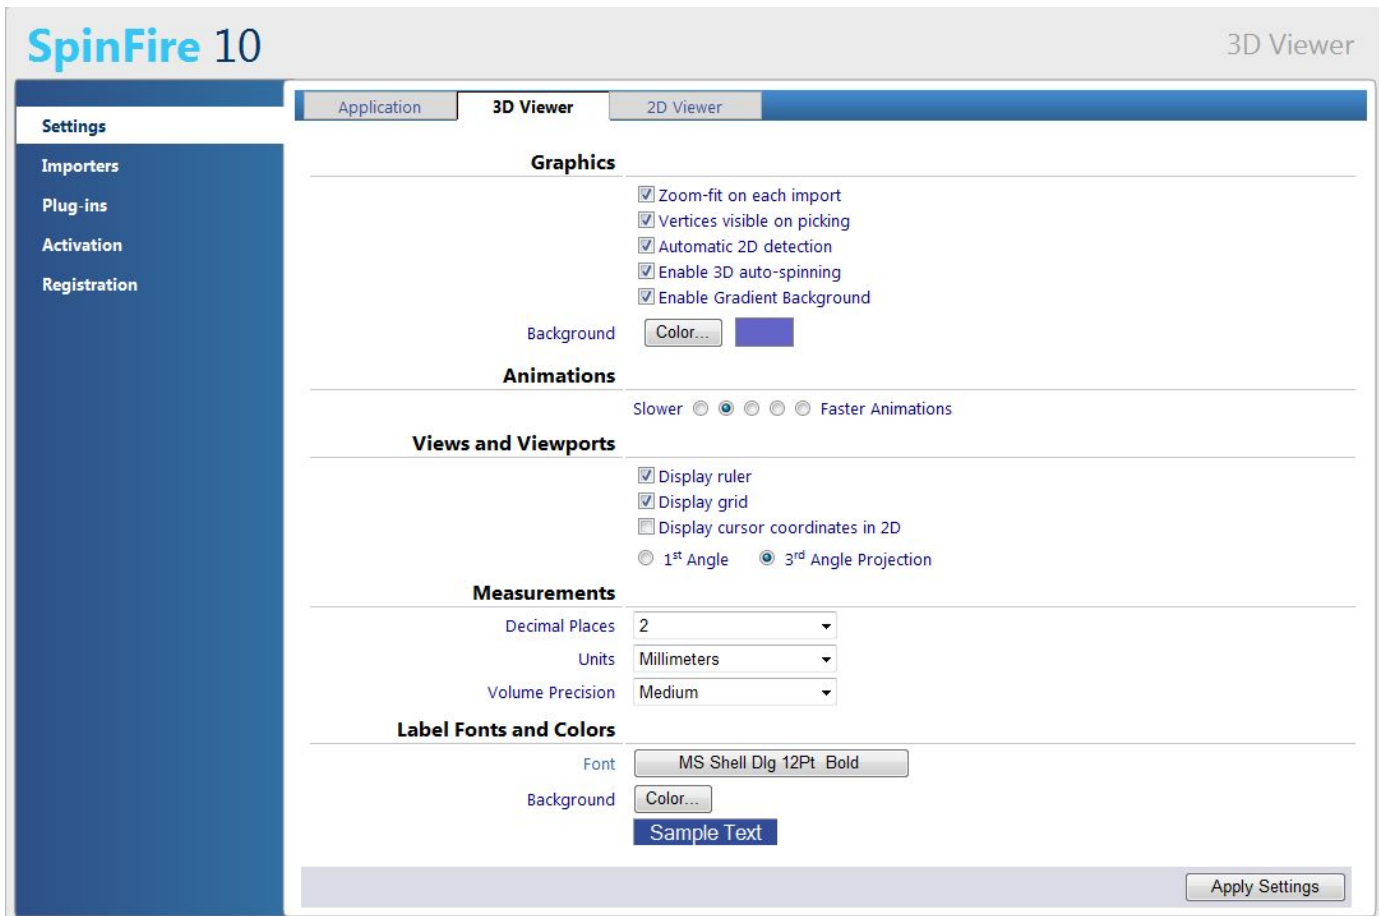 SpinFire 10
3D Viewer
Application 3D Viewer 2D Viewer
Settings
Importers
Plug-ins
Activation
Registration
Graphics
Zoom-fit on each import
Vertices visible on picking
Automatic 2D detection
Enable 3D auto-spinning
Enable Gradient Background
Background Color...
Animations
Slower Faster Animations
Views and Viewports
Display ruler
Display grid
Display cursor coordinates in 2D
1st Angle 3rd Angle Projection
Measurements
Decimal Places 2
Units Millimeters
Volume Precision Medium
Label Fonts and Colors
Font MS Shell Dlg 12Pt Bold
Background Color...
Sample Text
Apply Settings